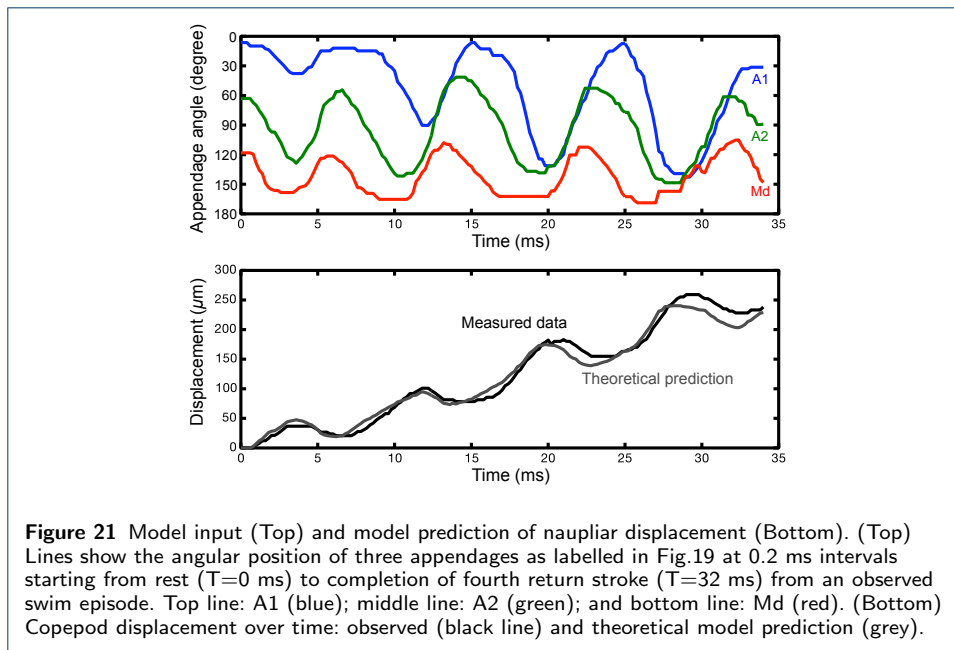 0
30
60
90
120
150
180
Appendage angle (degree)
A1
A2
Md
0 5 10 15 20 25 30 35
Time (ms)
300
250
200
150
100
50
0
Displacement (µm)
Measured data
Theoretical prediction
0 5 10 15 20 25 30 35
Time (ms)
Figure 21 Model input (Top) and model prediction of naupliar displacement (Bottom). (Top)
Lines show the angular position of three appendages as labelled in Fig.19 at 0.2 ms intervals
starting from rest (T=0 ms) to completion of fourth return stroke (T=32 ms) from an observed
swim episode. Top line: A1 (blue); middle line: A2 (green); and bottom line: Md (red). (Bottom)
Copepod displacement over time: observed (black line) and theoretical model prediction (grey).